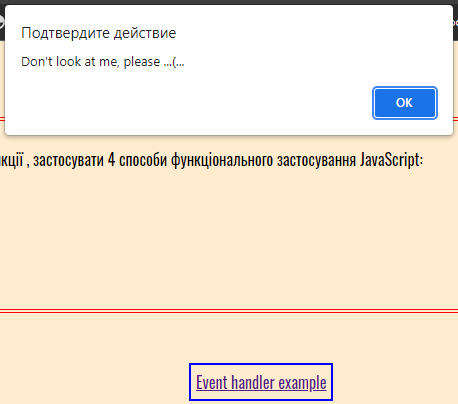 Подтвердите действие
Don't look at me, please ...(...
OK
кції , застосувати 4 способи функціонального застосування JavaScript:
Event handler example